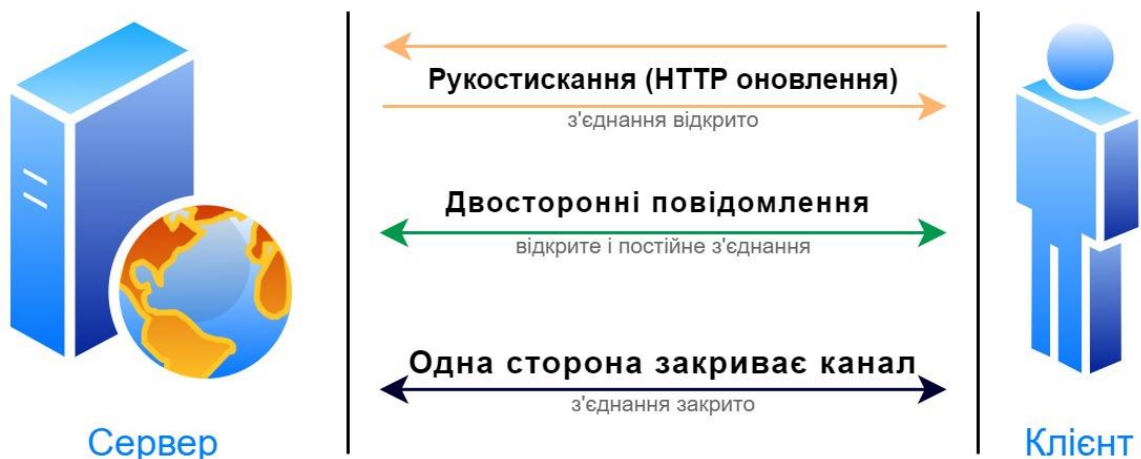 Рукостискання (HTTP оновлення)
з'єднання відкрито
Двосторонні повідомлення
відкрите і постійне з'єднання
Одна сторона закриває канал
з'єднання закрито
Сервер
Клієнт